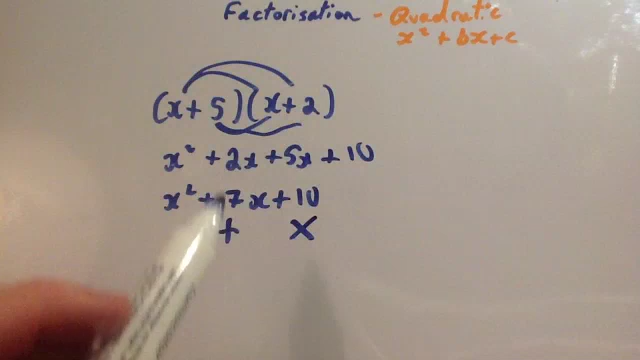 Factorisation - Quadratic
x² + bx + c
(x + 5)(x + 2)
x² + 2x + 5x + 10
x² + 7x + 10
+ ×